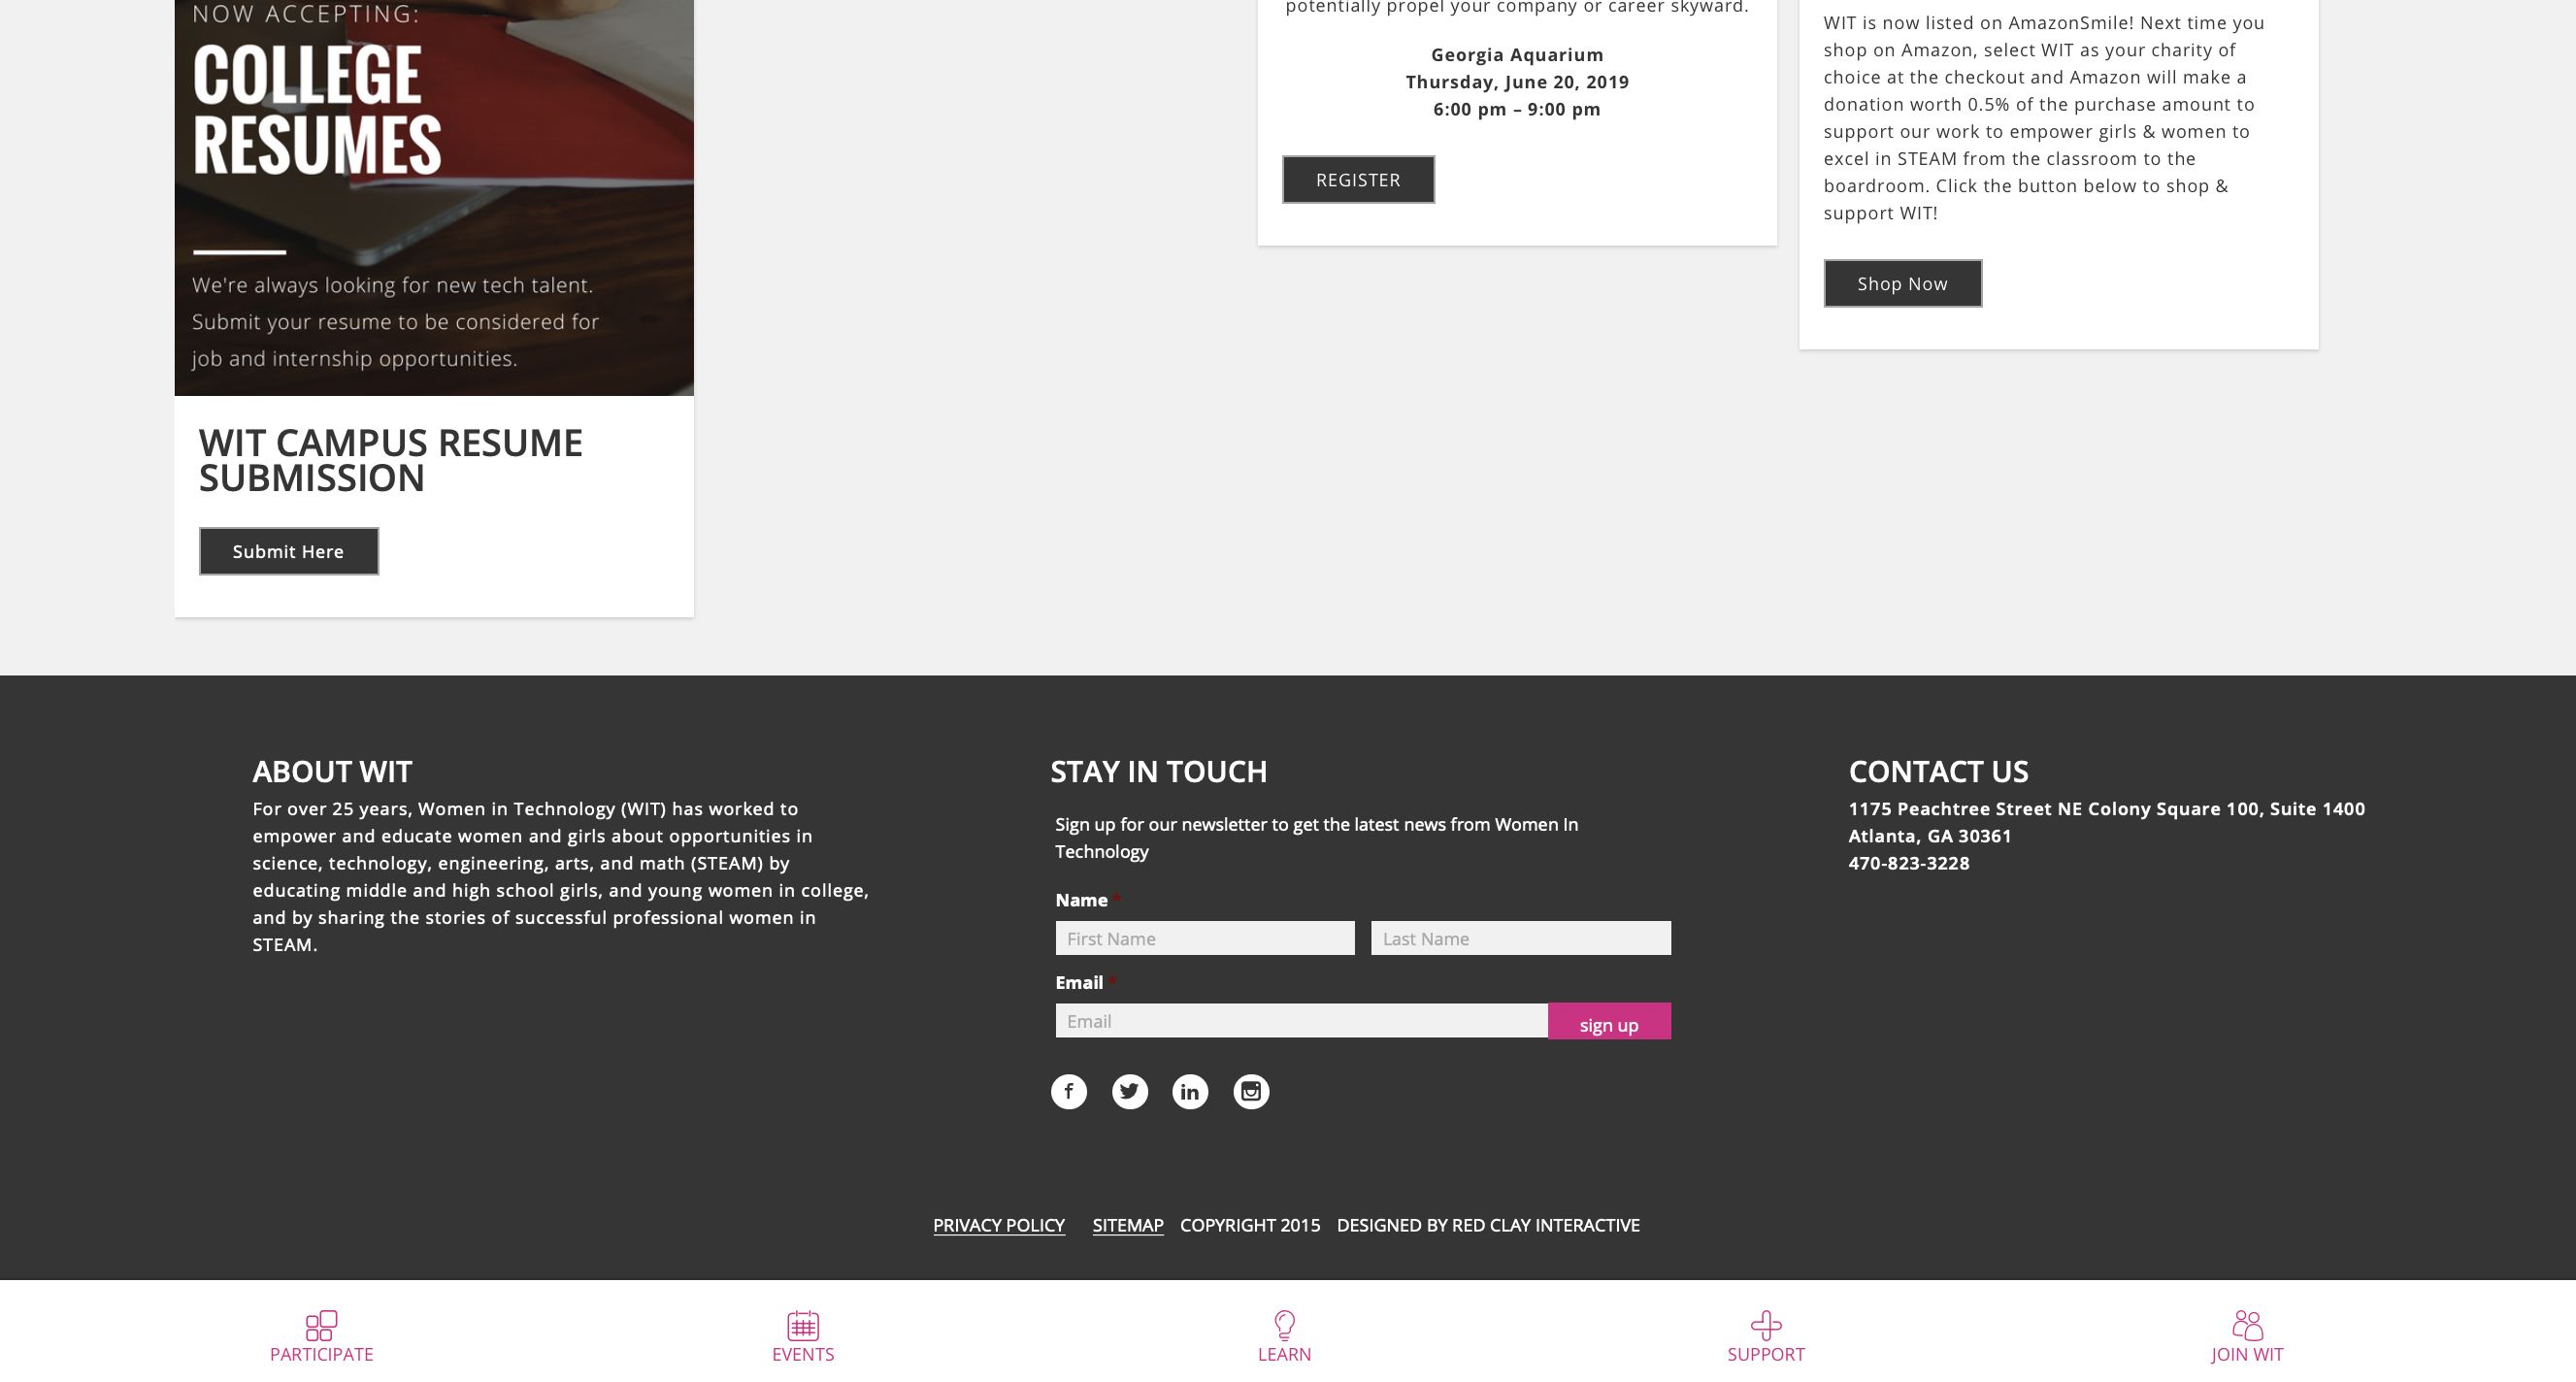 NOW ACCEPTING:
COLLEGE
RESUMES
We're always looking for new tech talent.
Submit your resume to be considered for
job and internship opportunities.
WIT CAMPUS RESUME
SUBMISSION
Submit Here
potentially propel your company or career skyward.
Georgia Aquarium
Thursday, June 20, 2019
6:00 pm – 9:00 pm
REGISTER
WIT is now listed on AmazonSmile! Next time you
shop on Amazon, select WIT as your charity of
choice at the checkout and Amazon will make a
donation worth 0.5% of the purchase amount to
support our work to empower girls & women to
excel in STEAM from the classroom to the
boardroom. Click the button below to shop &
support WIT!
Shop Now
ABOUT WIT
For over 25 years, Women in Technology (WIT) has worked to
empower and educate women and girls about opportunities in
science, technology, engineering, arts, and math (STEAM) by
educating middle and high school girls, and young women in college,
and by sharing the stories of successful professional women in
STEAM.
STAY IN TOUCH
Sign up for our newsletter to get the latest news from Women In
Technology
Name *
First Name
Last Name
Email *
Email
sign up
CONTACT US
1175 Peachtree Street NE Colony Square 100, Suite 1400
Atlanta, GA 30361
470-823-3228
PRIVACY POLICY SITEMAP COPYRIGHT 2015 DESIGNED BY RED CLAY INTERACTIVE
PARTICIPATE
EVENTS
LEARN
SUPPORT
JOIN WIT